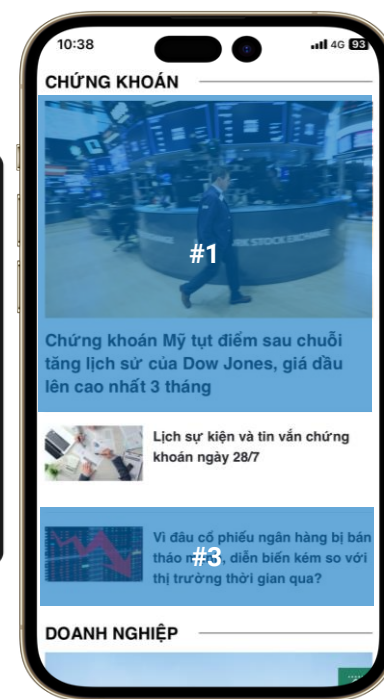 10:38
4G 93
CHỨNG KHOÁN
RK STOCK EXCHANGE
#1
Chứng khoán Mỹ tụt điểm sau chuỗi
tăng lịch sử của Dow Jones, giá dầu
lên cao nhất 3 tháng
Lịch sự kiện và tin vắn chứng
khoán ngày 28/7
Vì đâu cổ phiếu ngân hàng bị bán
tháo #3, diễn biến kém so với
thị trường thời gian qua?
DOANH NGHIỆP